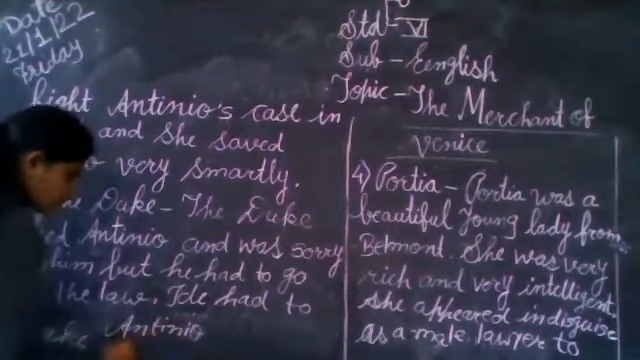 Date
21/1/22
Friday
Std - VI
Sub - Eenglish
Topic - The Merchant of
Venice
4) Portia - Portia was a
beautiful young lady from
Belmont. She was very
rich and very intelligent.
She appeared indisguise
as a male lawyer to
fight Antinio's case in
and she saved
very smartly.
Duke - The Duke
Antinio and was sorry
him but he had to go
the law. He had to
Antinio